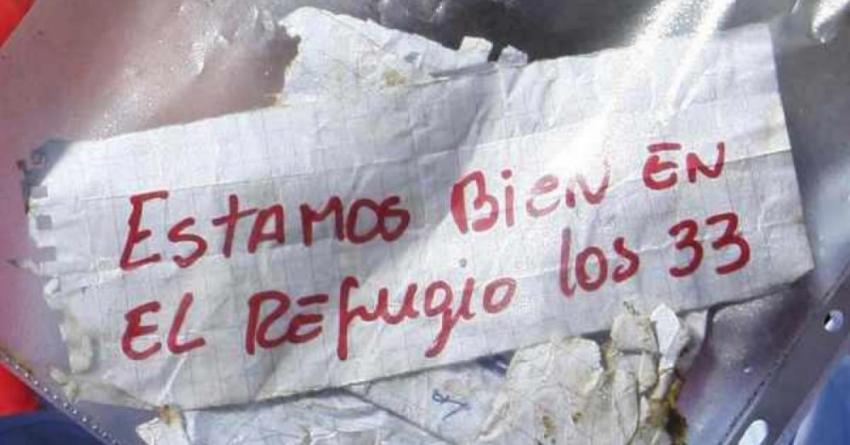 ESTAMOS BieN EN
EL REfugio los 33